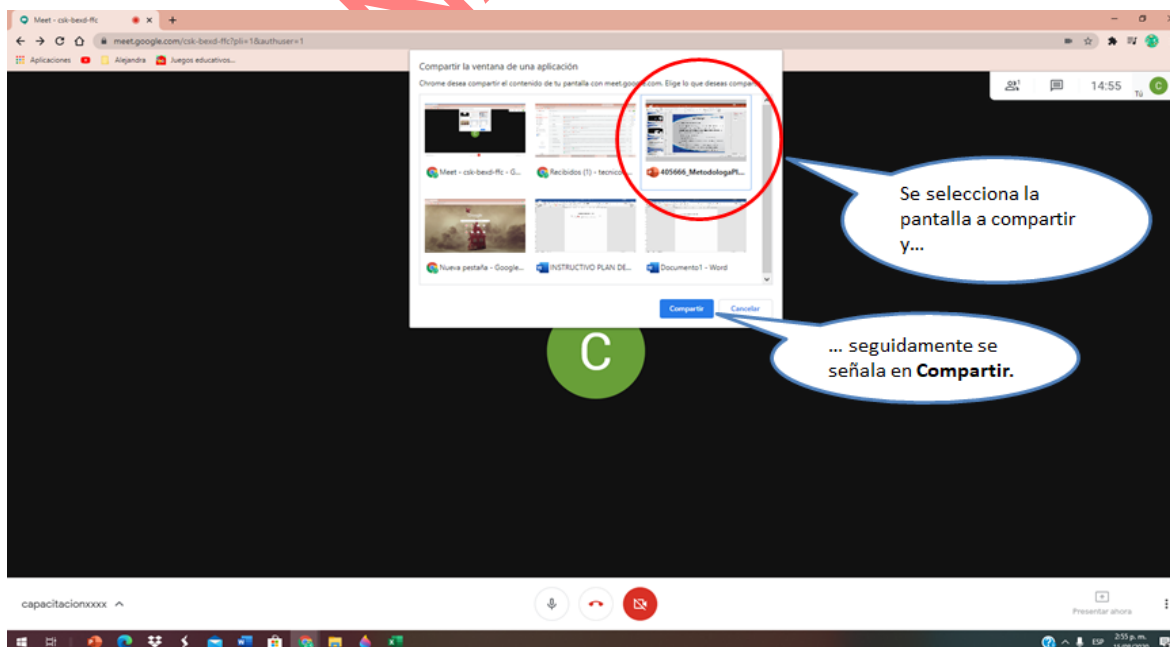 Meet - csk-bexd-ffc
meet.google.com/csk-bexd-ffc?pli=1&authuser=1
Aplicaciones
Alejandra
Juegos educativos...
Compartir la ventana de una aplicación
Chrome desea compartir el contenido de tu pantalla con meet.google.com. Elige lo que deseas compartir
14:55
Tú
C
Meet - csk-bexd-ffc - G...
Recibidos (1) - tecnico
405666_MetodologaPl...
Se selecciona la
pantalla a compartir
y...
Nueva pestaña - Google...
INSTRUCTIVO PLAN DE...
Documento1 - Word
Compartir
Cancelar
C
... seguidamente se
señala en Compartir.
capacitacionxxxx
Presentar ahora
ESP
2:55 p. m.